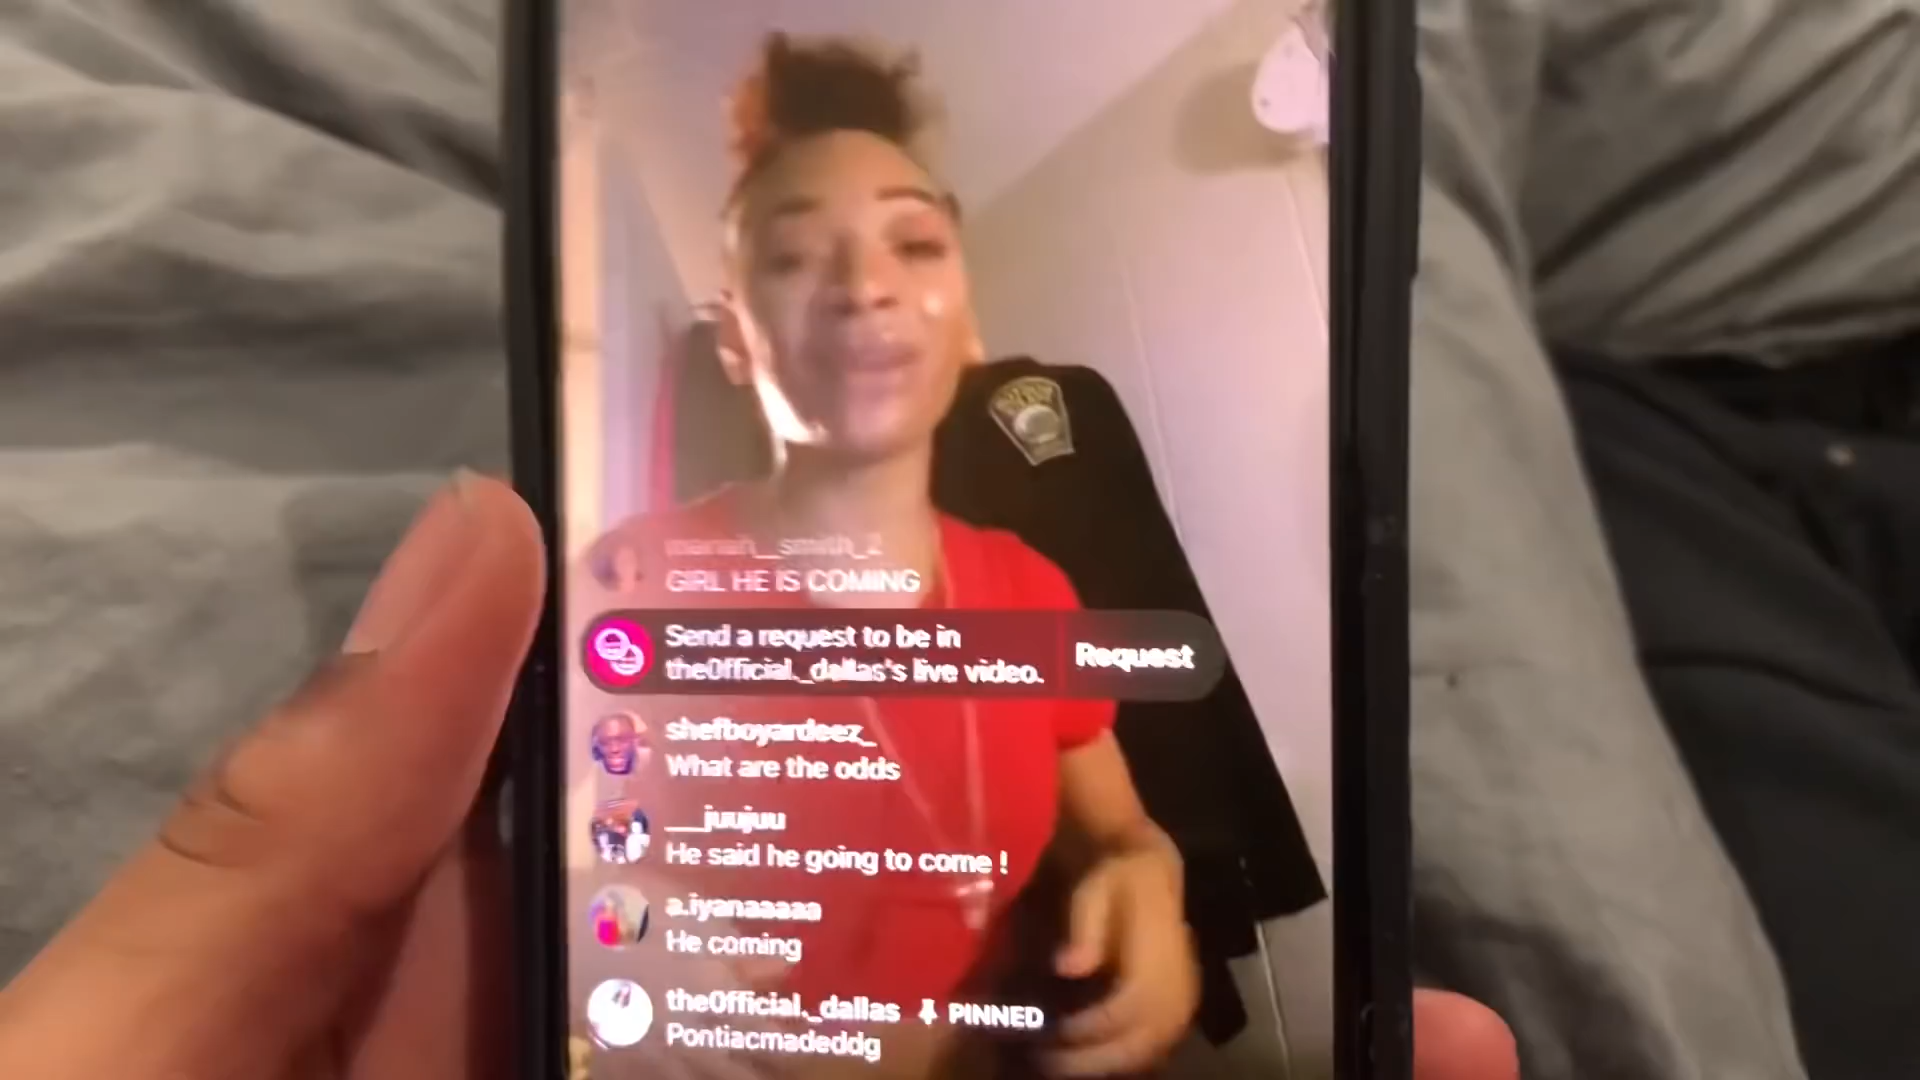 GIRL HE IS COMING
Send a request to be in
the0fficial._dallas's live video.
Request
shefboyardeez_
What are the odds
___juujuu
He said he going to come !
a.iyanaaaaa
He coming
the0fficial._dallas PINNED
Pontiacmadeddg